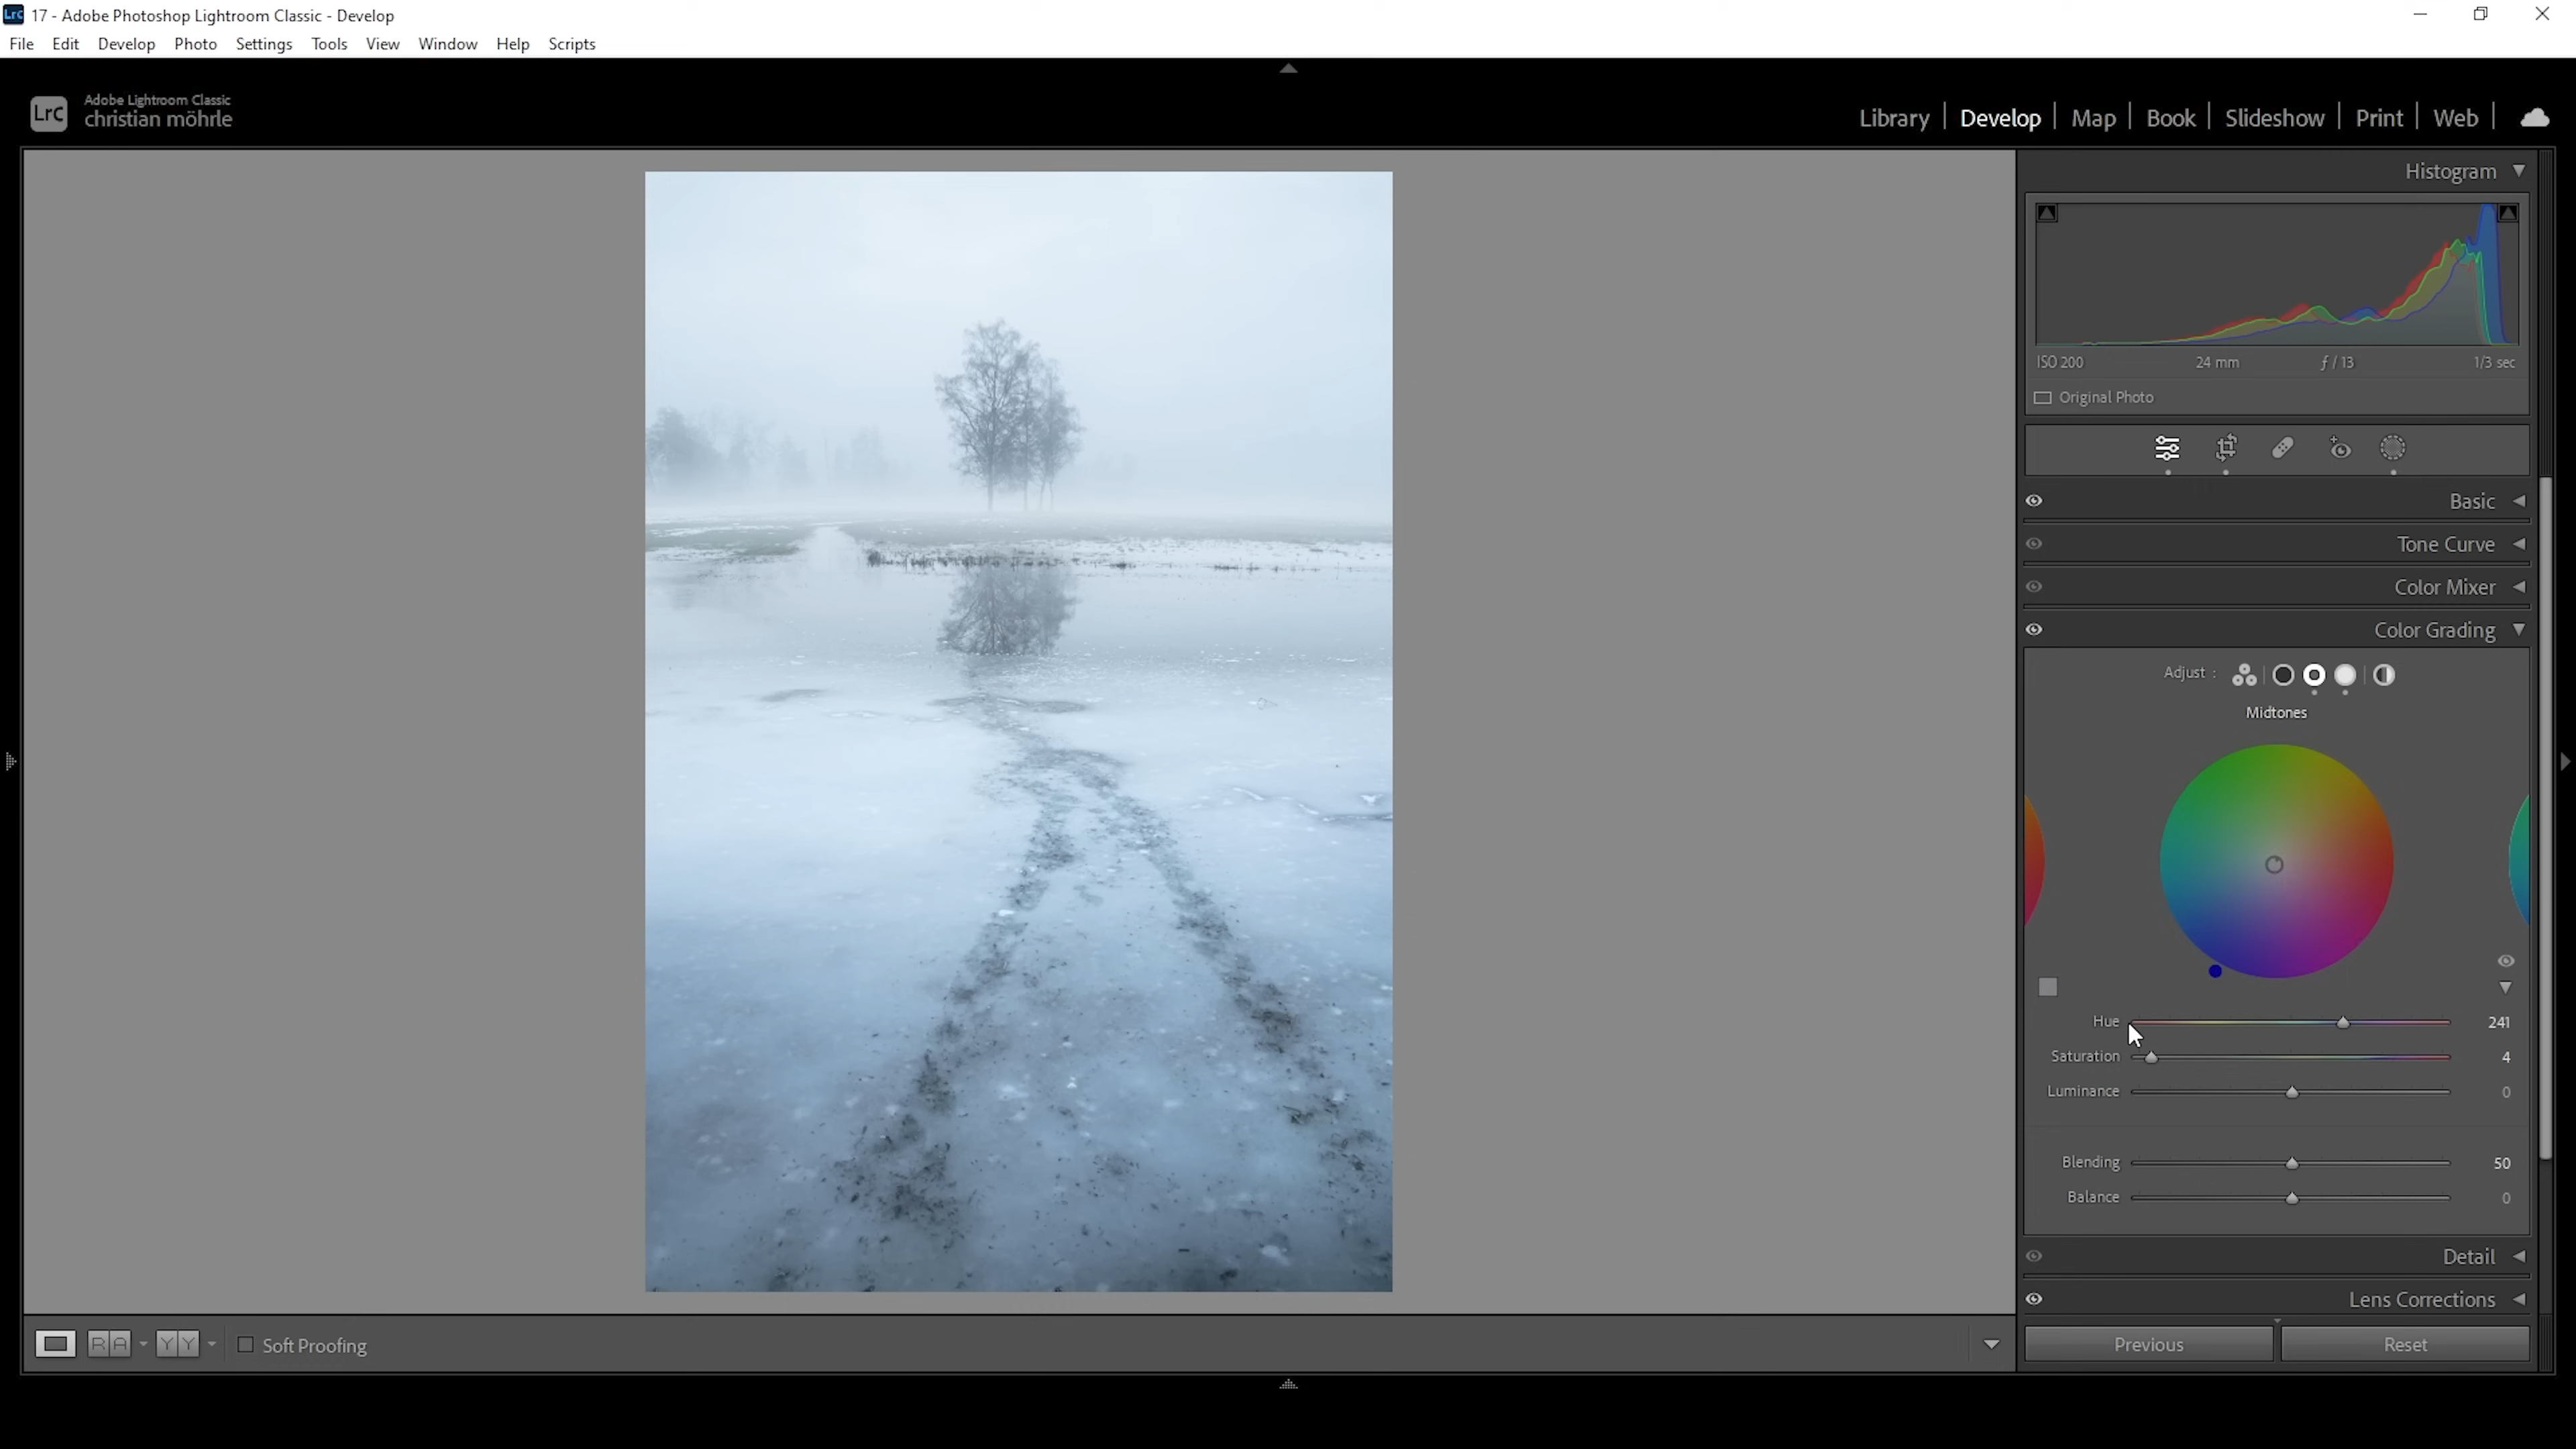 Lrc 17 - Adobe Photoshop Lightroom Classic - Develop
File Edit Develop Photo Settings Tools View Window Help Scripts
Lrc Adobe Lightroom Classic
christian möhrle
Library Develop Map Book Slideshow Print Web
Histogram
ISO 200 24 mm ƒ / 13 1/3 sec
Original Photo
Basic
Tone Curve
Color Mixer
Color Grading
Adjust :
Midtones
Hue 241
Saturation 4
Luminance 0
Blending 50
Balance 0
Detail
Lens Corrections
R A Y Y Soft Proofing
Previous Reset